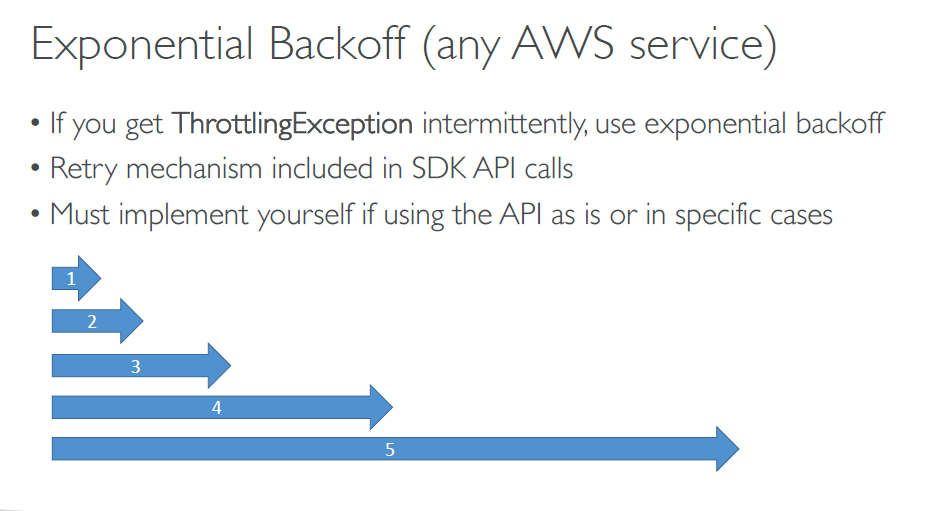 Exponential Backoff (any AWS service)
• If you get ThrottlingException intermittently, use exponential backoff
• Retry mechanism included in SDK API calls
• Must implement yourself if using the API as is or in specific cases
1
2
3
4
5